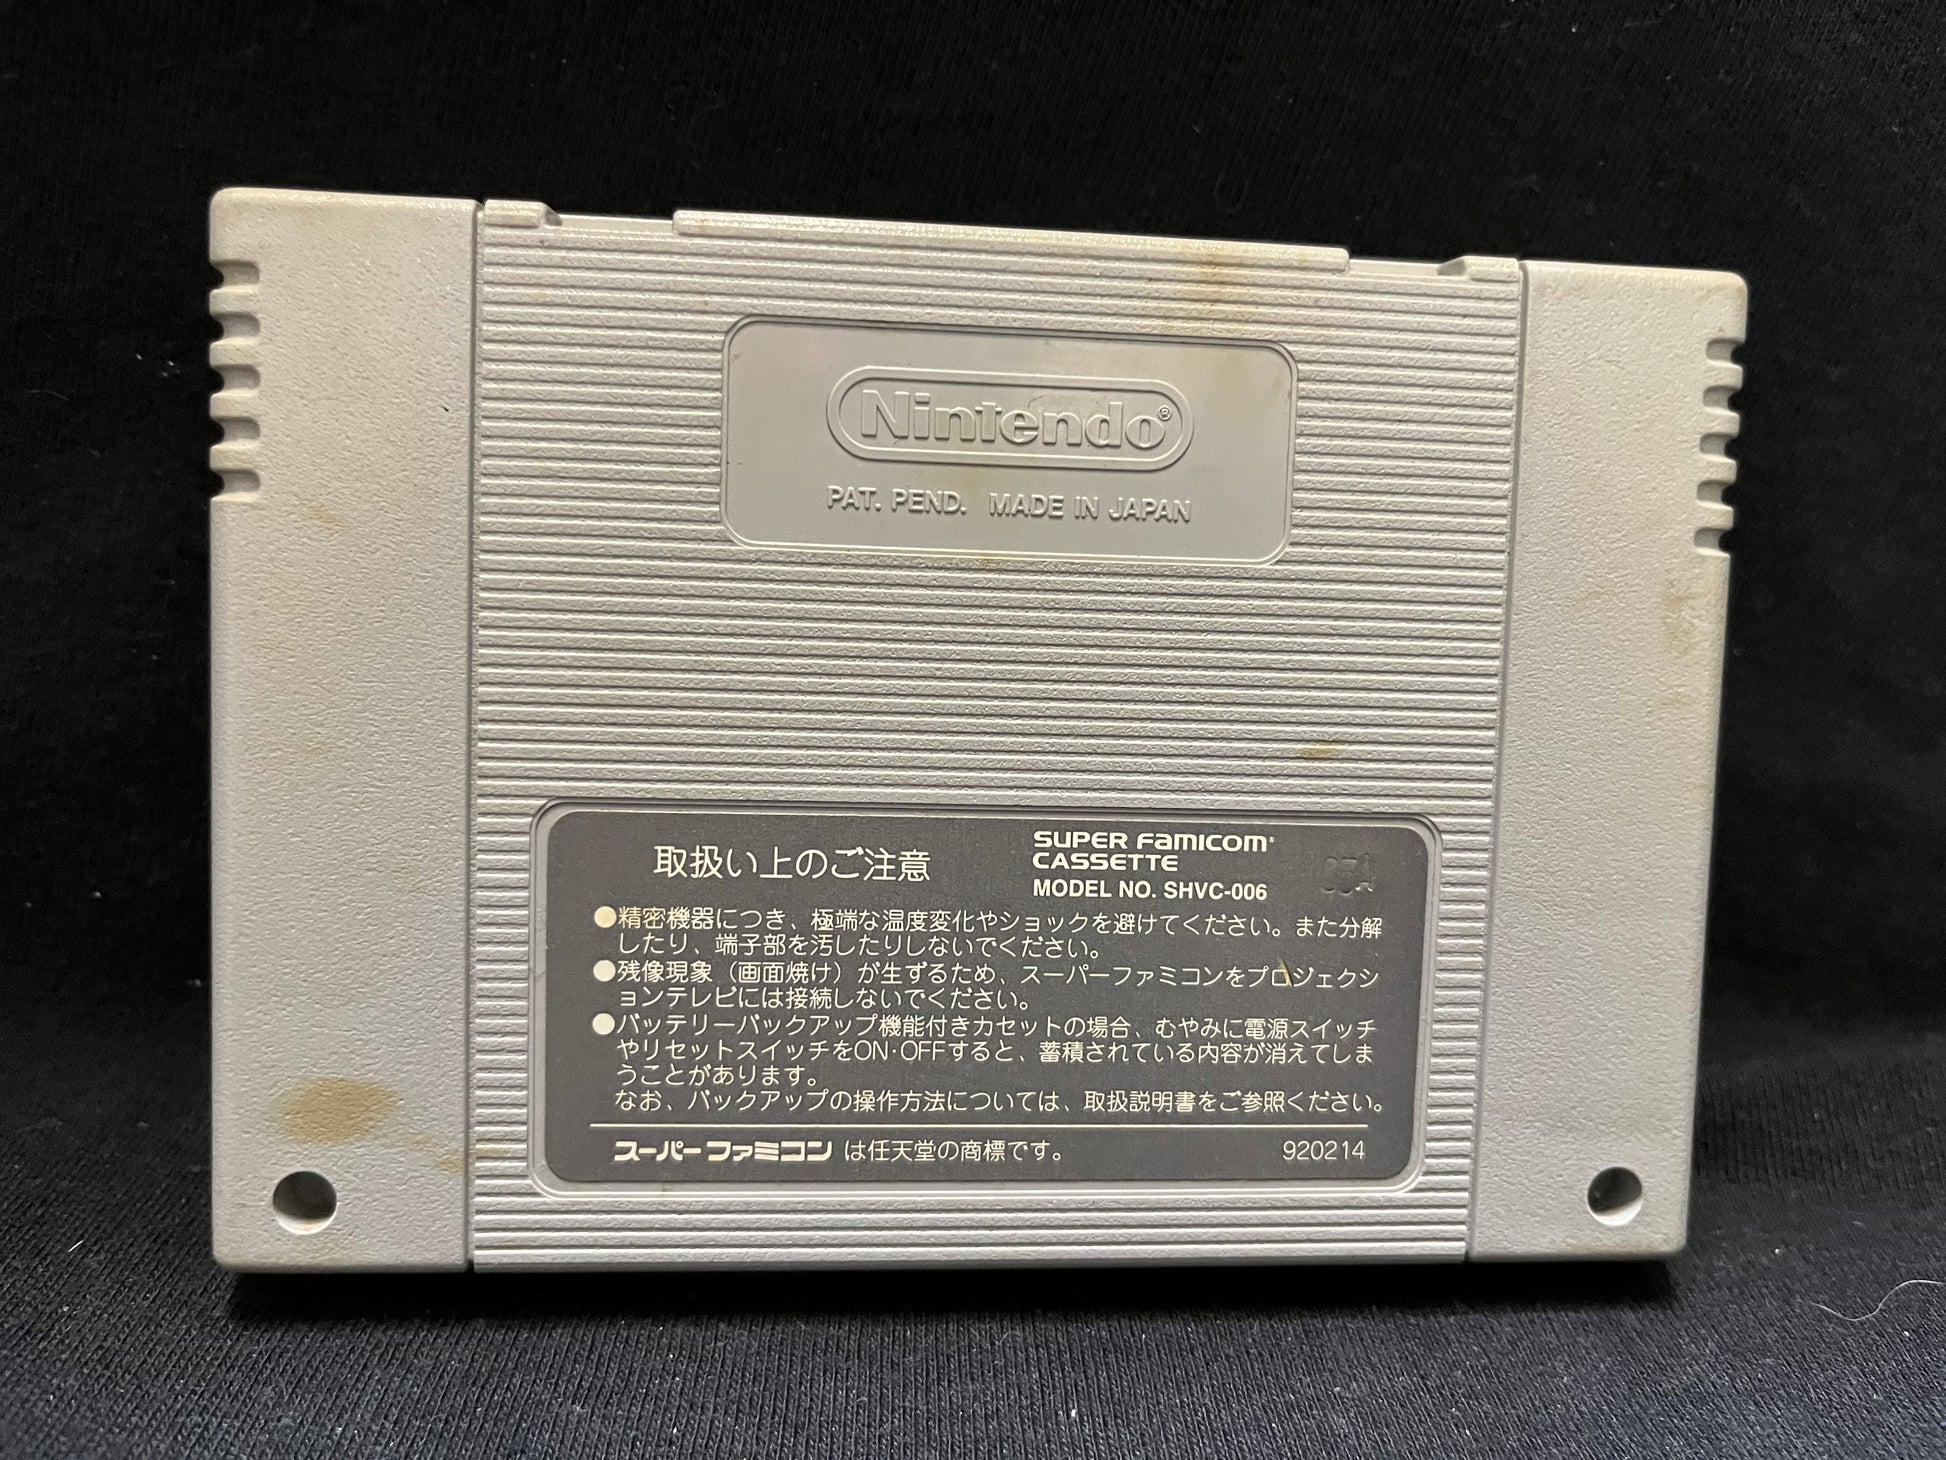 Nintendo®
PAT. PEND. MADE IN JAPAN
取扱い上のご注意
SUPER FAMICOM
CASSETTE
MODEL NO. SHVC-006
●精密機器につき、極端な温度変化やショックを避けてください。また分解
したり、端子部を汚したりしないでください。
●残像現象(画面焼け)が生ずるため、スーパーファミコンをプロジェクシ
ョンテレビには接続しないでください。
●バッテリーバックアップ機能付きカセットの場合、むやみに電源スイッチ
やリセットスイッチをON・OFFすると、蓄積されている内容が消えてしま
うことがあります。
なお、バックアップの操作方法については、取扱説明書をご参照ください。
スーパーファミコンは任天堂の商標です。
920214